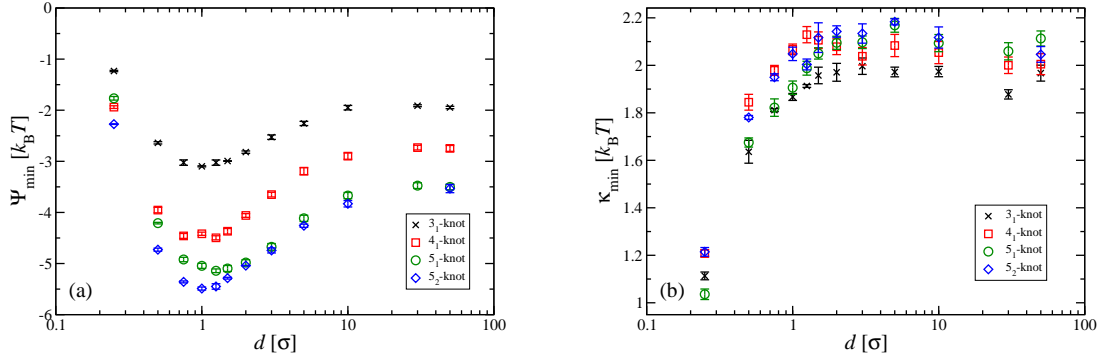 0
-1
-2
-3
-4
-5
-6
Ψmin [kBT]
0.1
1
10
100
d [σ]
(a)
31-knot
41-knot
51-knot
52-knot
2.2
2
1.8
1.6
1.4
1.2
1
κmin [kBT]
0.1
1
10
100
d [σ]
(b)
31-knot
41-knot
51-knot
52-knot